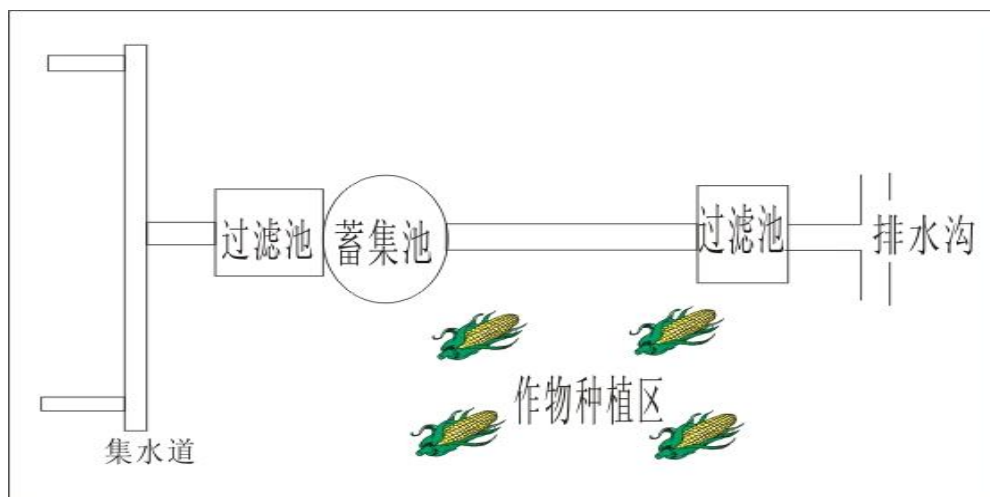 过滤池
蓄集池
过滤池
排水沟
作物种植区
集水道